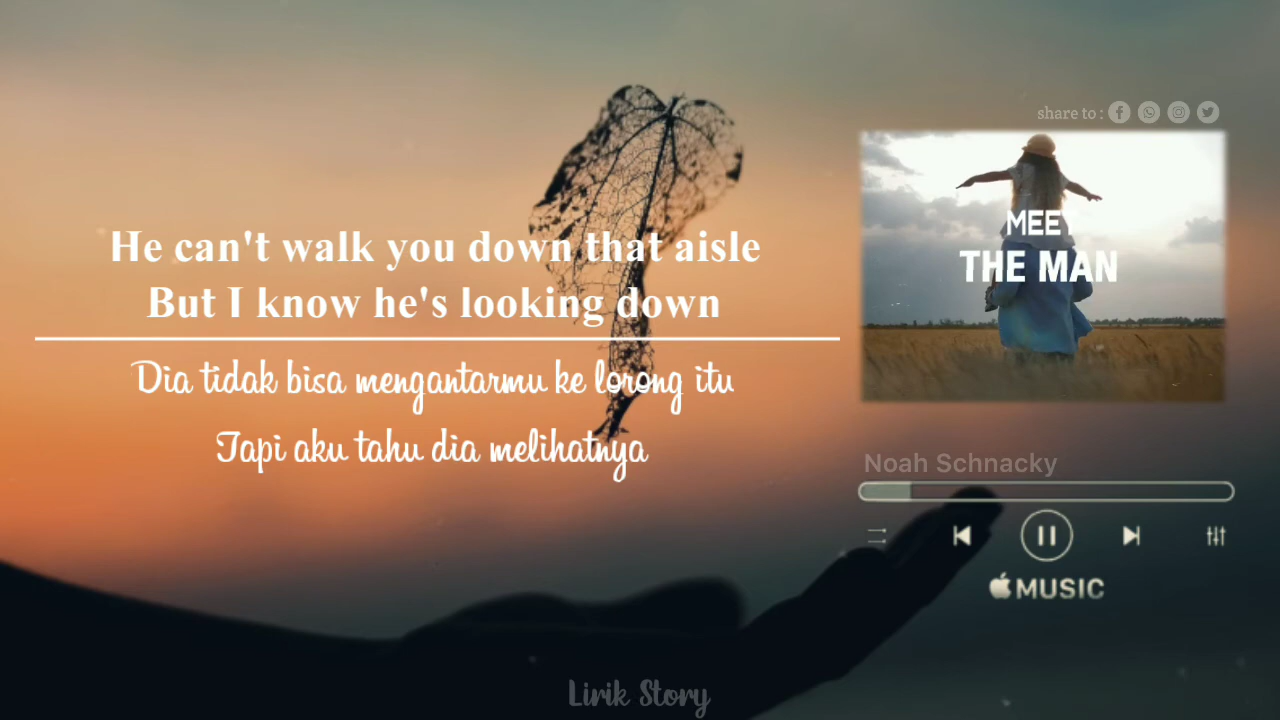 share to :
He can't walk you down that aisle
But I know he's looking down
Dia tidak bisa mengantarmu ke lorong itu
Tapi aku tahu dia melihatnya
MEET
THE MAN
Noah Schnacky
MUSIC
Lirik Story